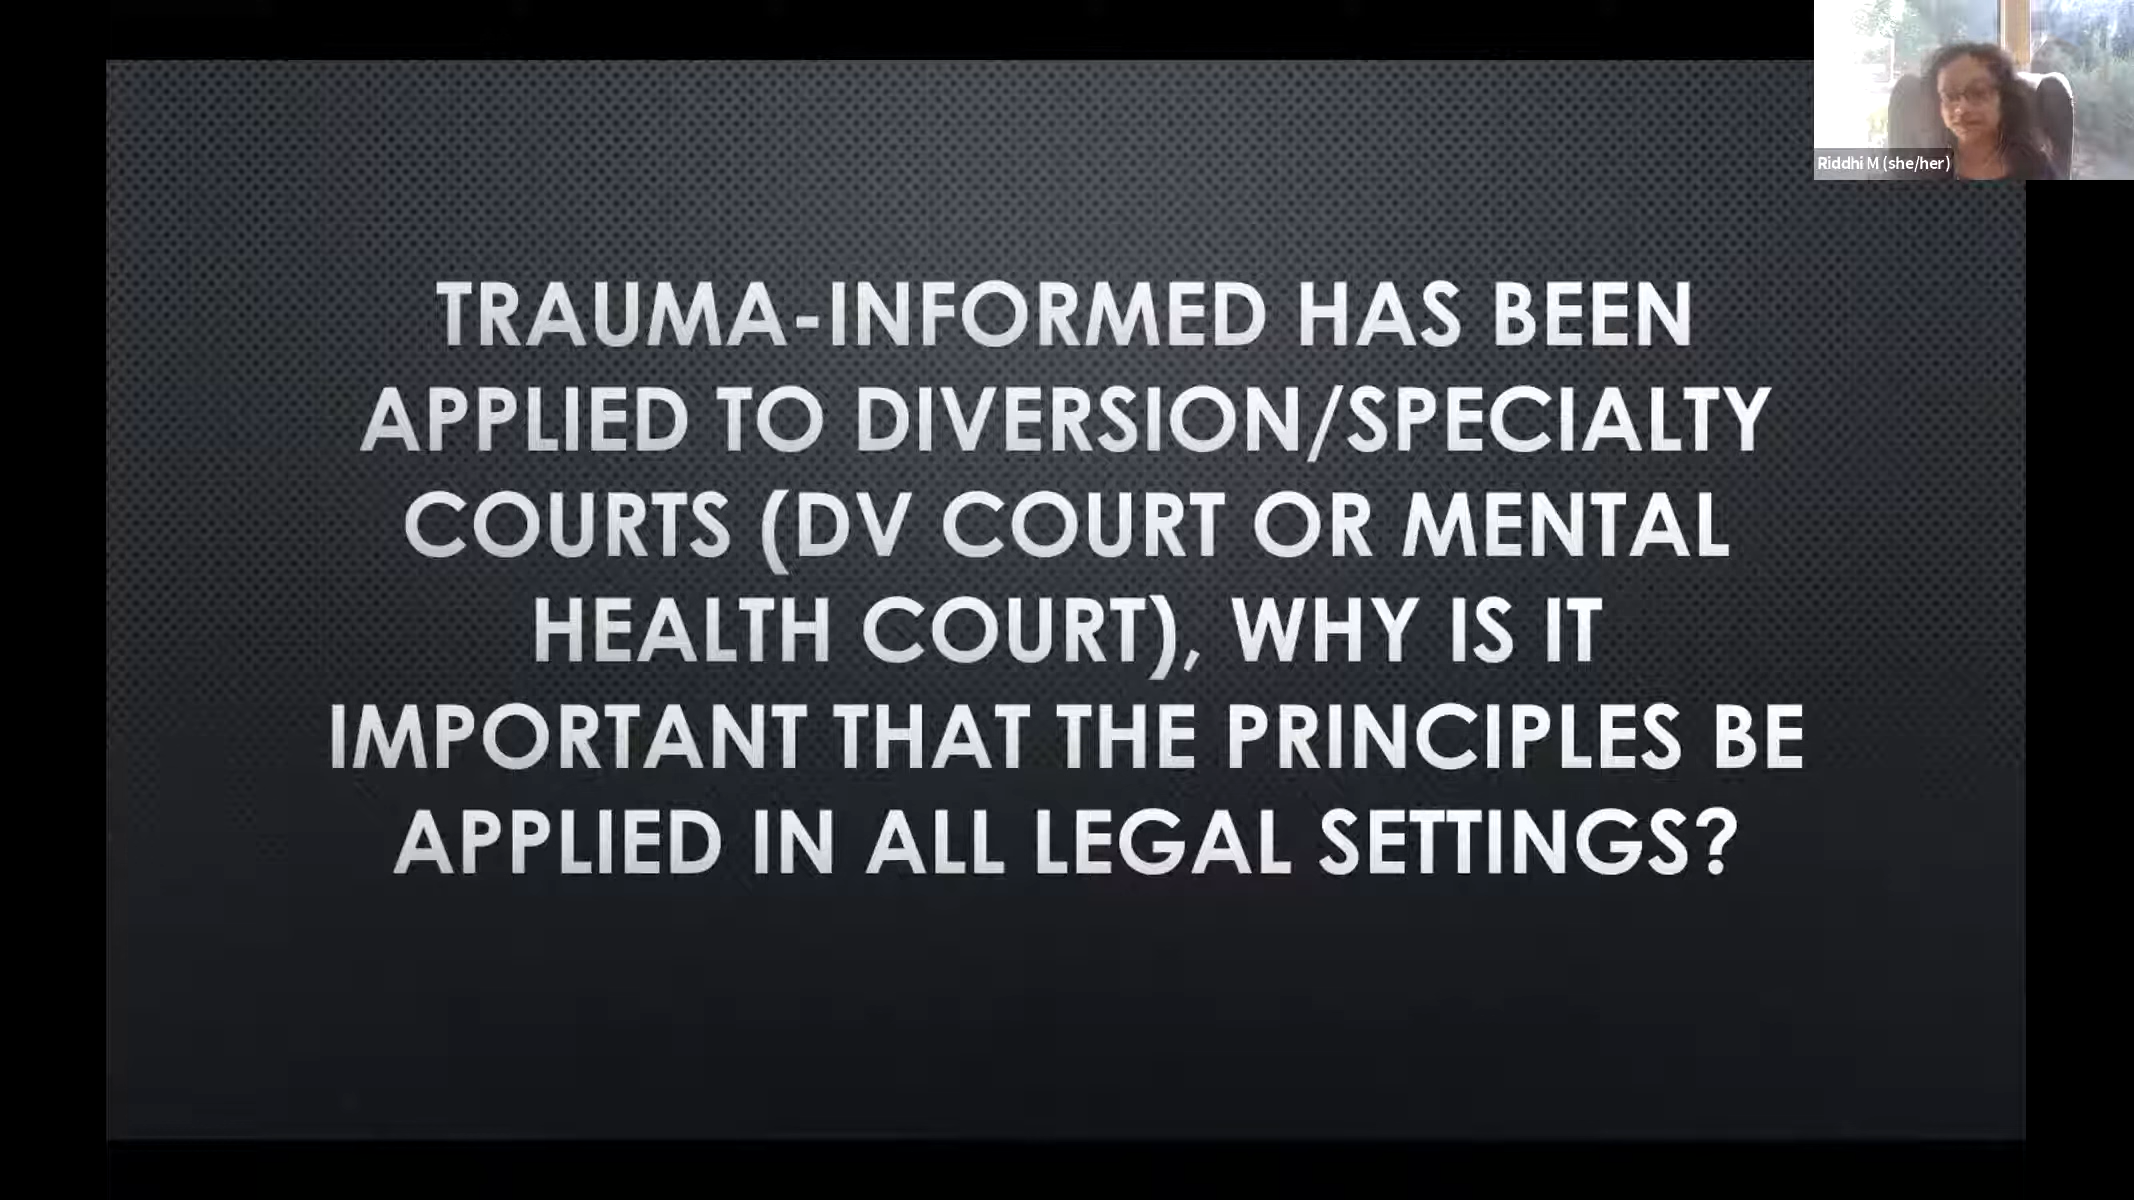 Riddhi M (she/her)
TRAUMA-INFORMED HAS BEEN
APPLIED TO DIVERSION/SPECIALTY
COURTS (DV COURT OR MENTAL
HEALTH COURT), WHY IS IT
IMPORTANT THAT THE PRINCIPLES BE
APPLIED IN ALL LEGAL SETTINGS?